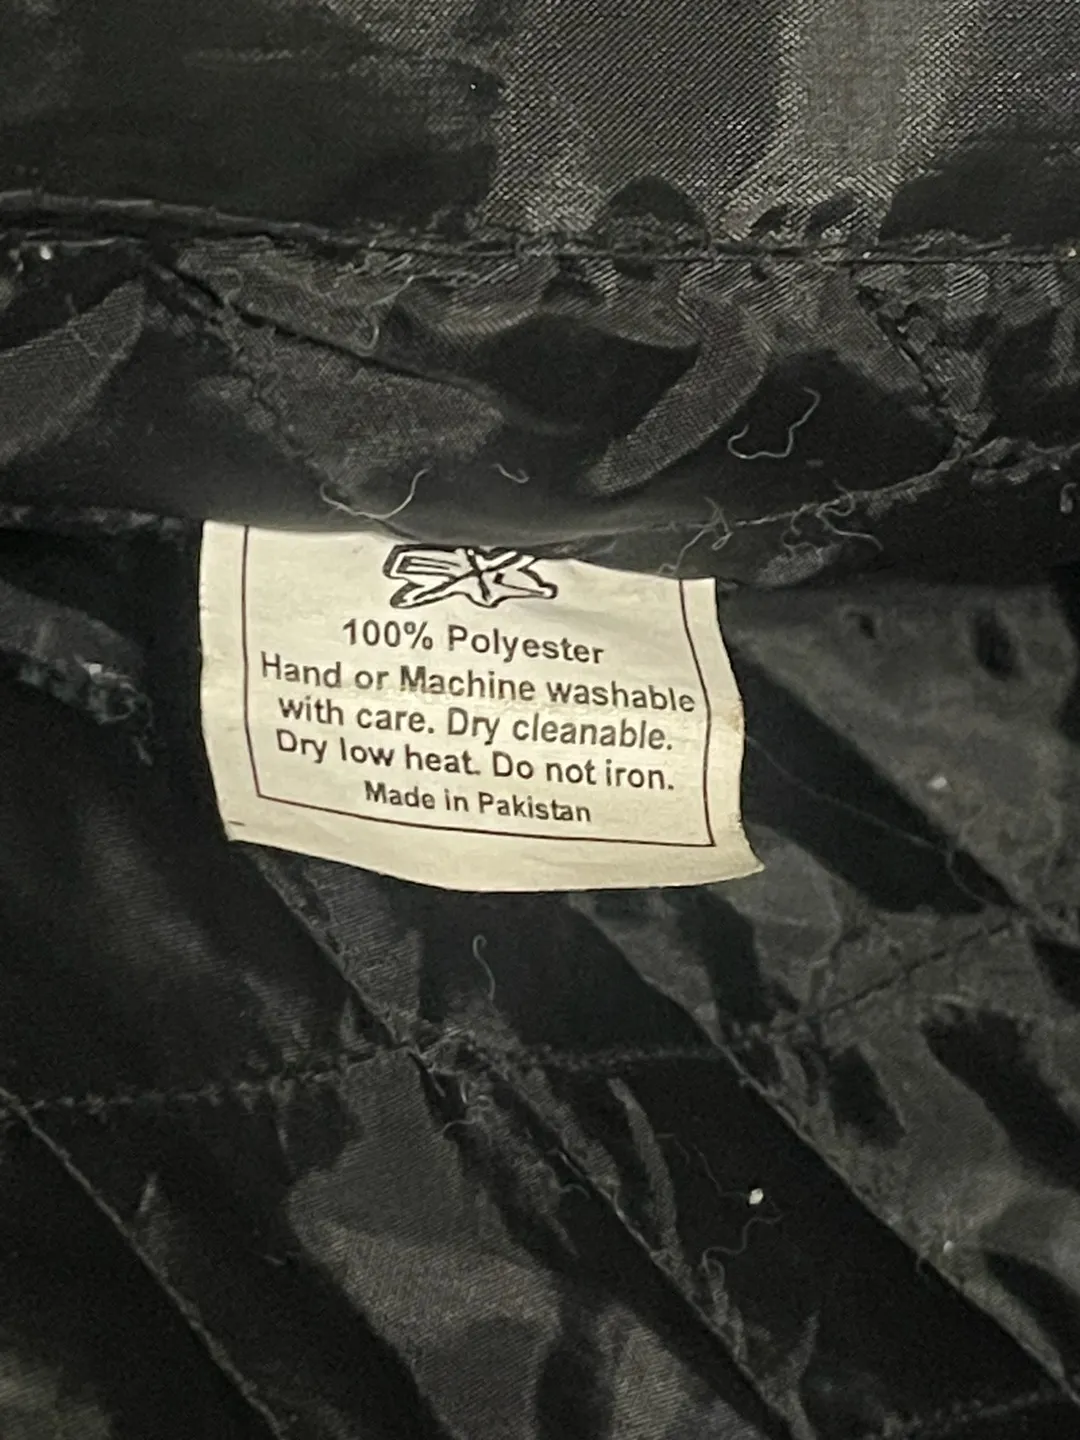 100% Polyester
Hand or Machine washable
with care. Dry cleanable.
Dry low heat. Do not iron.
Made in Pakistan